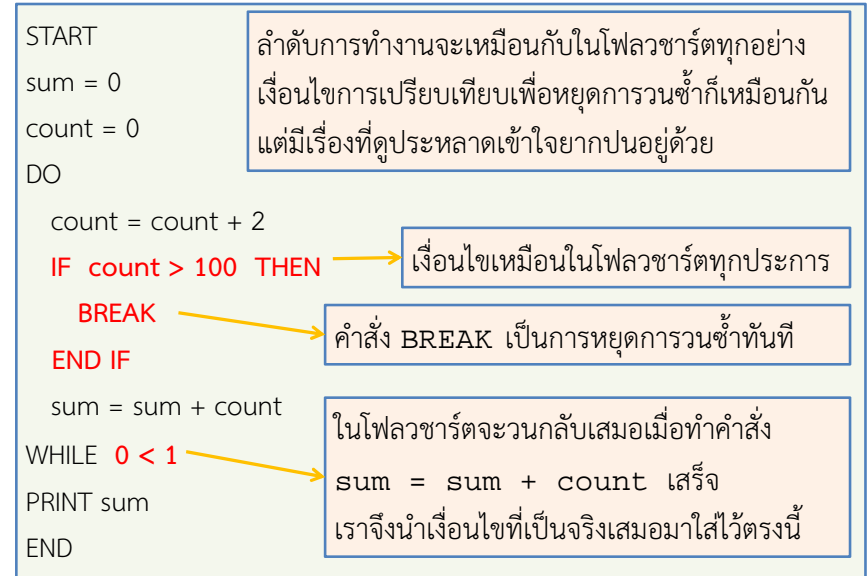 START
sum = 0
count = 0
DO
count = count + 2
IF count > 100 THEN
BREAK
END IF
sum = sum + count
WHILE 0 < 1
PRINT sum
END
ลำดับการทำงานจะเหมือนกับในโฟลวชาร์ตทุกอย่าง
เงื่อนไขการเปรียบเทียบเพื่อหยุดการวนซ้ำก็เหมือนกัน
แต่มีเรื่องที่ดูประหลาดเข้าใจยากปนอยู่ด้วย
เงื่อนไขเหมือนในโฟลวชาร์ตทุกประการ
คำสั่ง BREAK เป็นการหยุดการวนซ้ำทันที
ในโฟลวชาร์ตจะวนกลับเสมอเมื่อทำคำสั่ง
sum = sum + count เสร็จ
เราจึงนำเงื่อนไขที่เป็นจริงเสมอมาใส่ไว้ตรงนี้